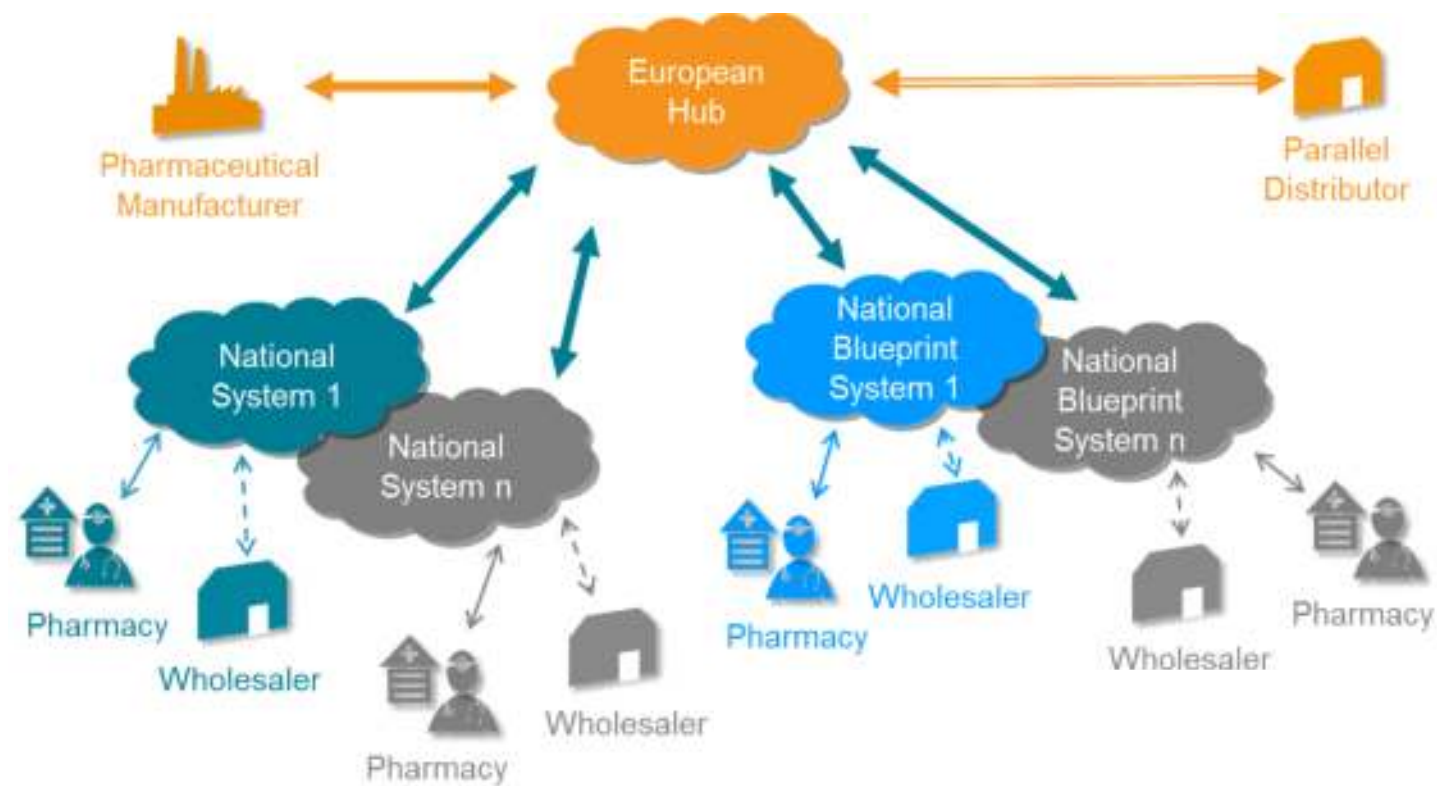 European
Hub
Pharmaceutical
Manufacturer
Parallel
Distributor
National
System 1
National
System n
National
Blueprint
System 1
National
Blueprint
System n
Pharmacy
Wholesaler
Pharmacy
Wholesaler
Pharmacy
Wholesaler
Wholesaler
Pharmacy